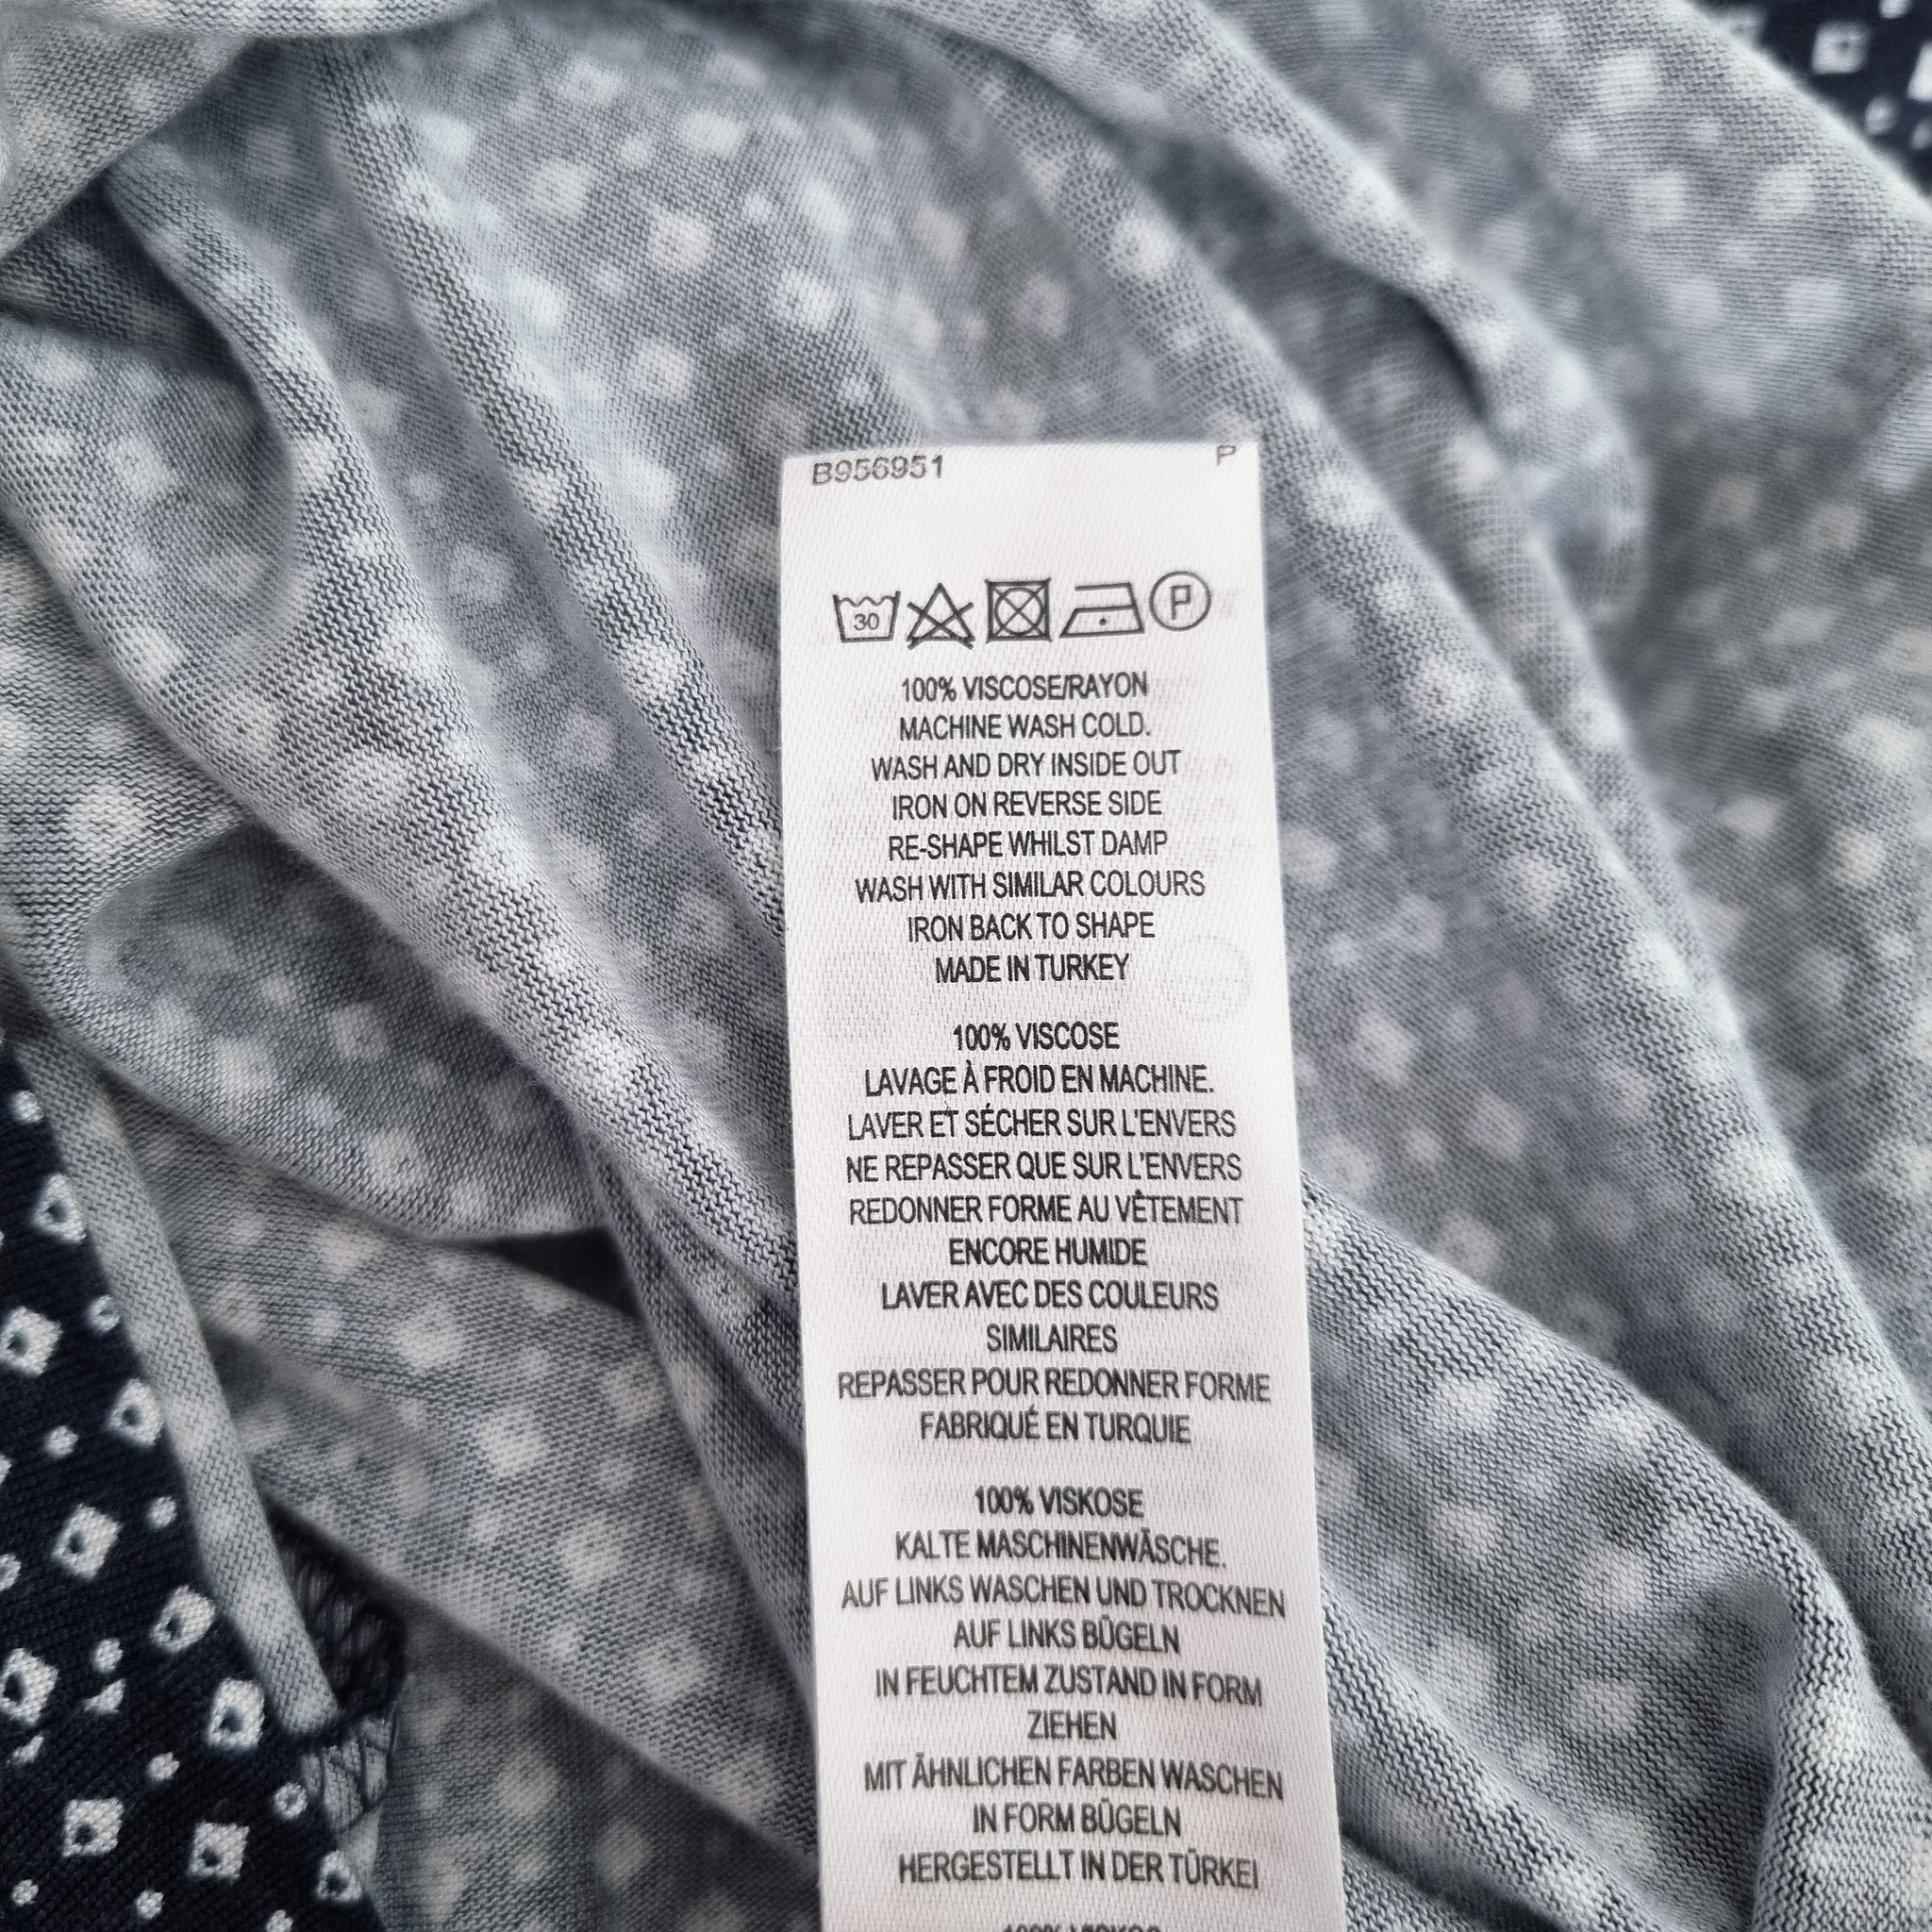 B956951 P
30 P
100% VISCOSE/RAYON
MACHINE WASH COLD.
WASH AND DRY INSIDE OUT
IRON ON REVERSE SIDE
RE-SHAPE WHILST DAMP
WASH WITH SIMILAR COLOURS
IRON BACK TO SHAPE
MADE IN TURKEY
100% VISCOSE
LAVAGE À FROID EN MACHINE.
LAVER ET SÉCHER SUR L'ENVERS
NE REPASSER QUE SUR L'ENVERS
REDONNER FORME AU VÊTEMENT
ENCORE HUMIDE
LAVER AVEC DES COULEURS
SIMILAIRES
REPASSER POUR REDONNER FORME
FABRIQUÉ EN TURQUIE
100% VISKOSE
KALTE MASCHINENWÄSCHE.
AUF LINKS WASCHEN UND TROCKNEN
AUF LINKS BÜGELN
IN FEUCHTEM ZUSTAND IN FORM
ZIEHEN
MIT ÄHNLICHEN FARBEN WASCHEN
IN FORM BÜGELN
HERGESTELLT IN DER TÜRKEI